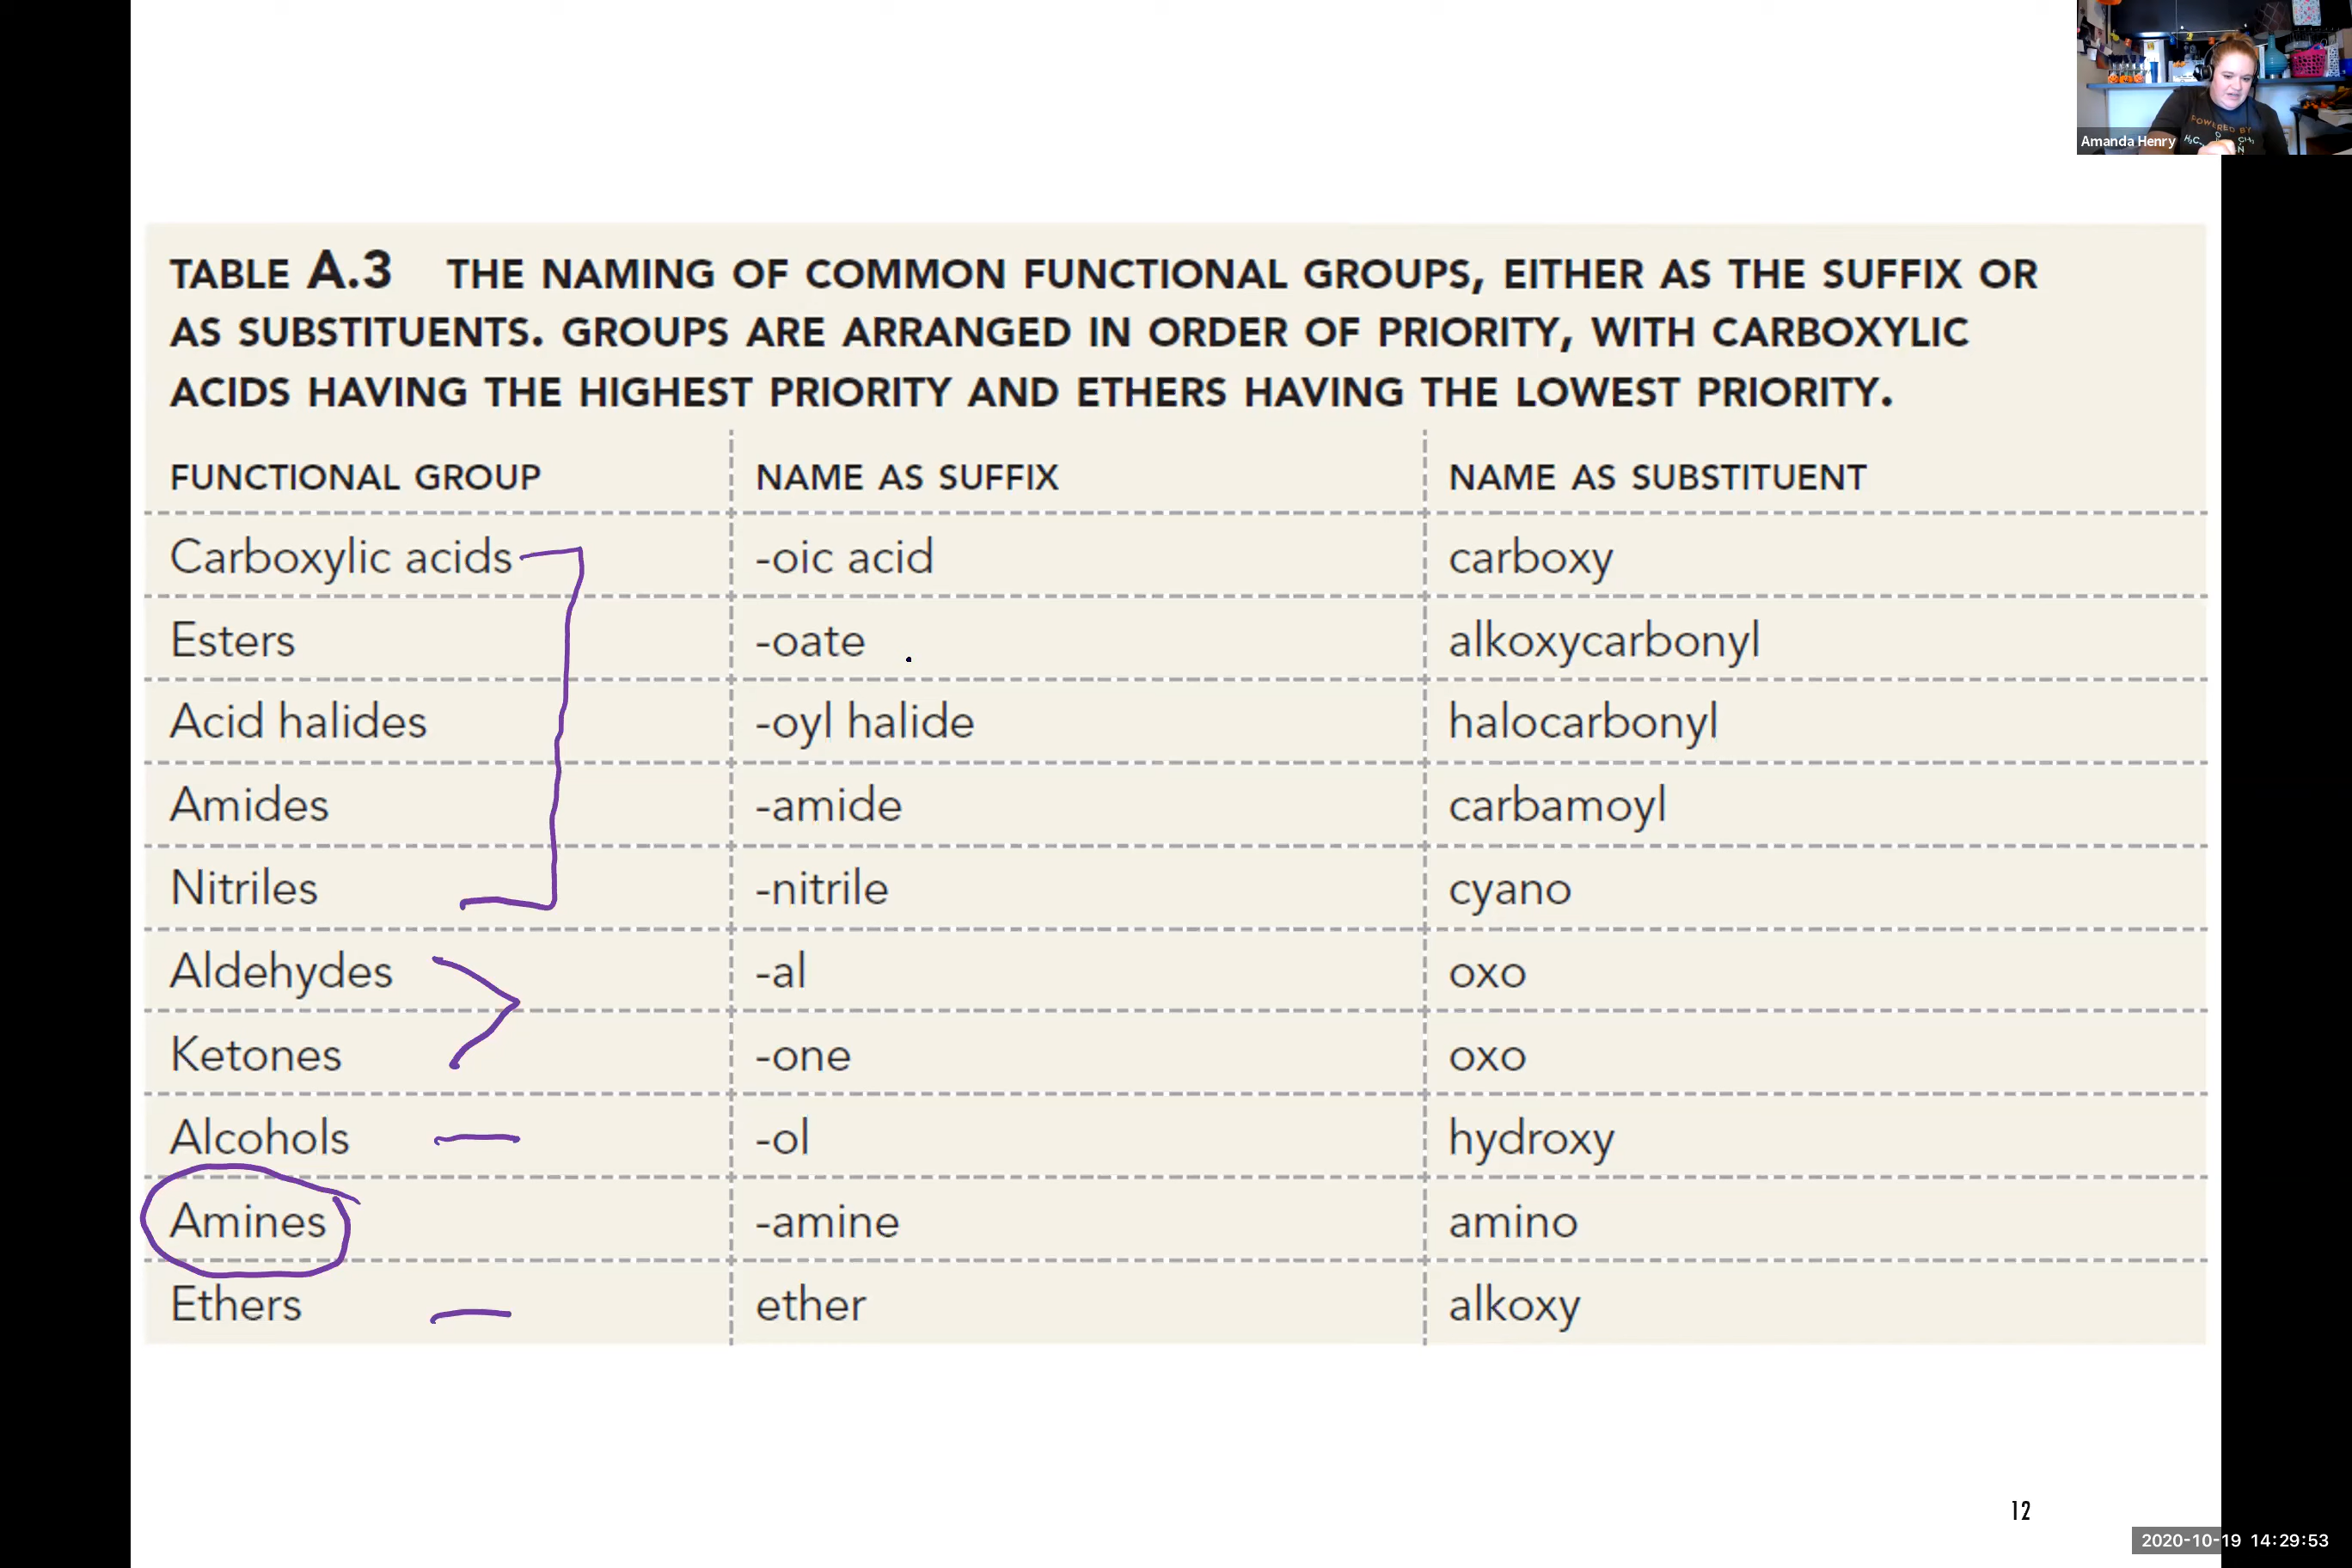 Amanda Henry
POWERED BY
TABLE A.3 THE NAMING OF COMMON FUNCTIONAL GROUPS, EITHER AS THE SUFFIX OR
AS SUBSTITUENTS. GROUPS ARE ARRANGED IN ORDER OF PRIORITY, WITH CARBOXYLIC
ACIDS HAVING THE HIGHEST PRIORITY AND ETHERS HAVING THE LOWEST PRIORITY.
FUNCTIONAL GROUP NAME AS SUFFIX NAME AS SUBSTITUENT
Carboxylic acids -oic acid carboxy
Esters -oate alkoxycarbonyl
Acid halides -oyl halide halocarbonyl
Amides -amide carbamoyl
Nitriles -nitrile cyano
Aldehydes -al oxo
Ketones -one oxo
Alcohols -ol hydroxy
Amines -amine amino
Ethers ether alkoxy
12
2020-10-19 14:29:53